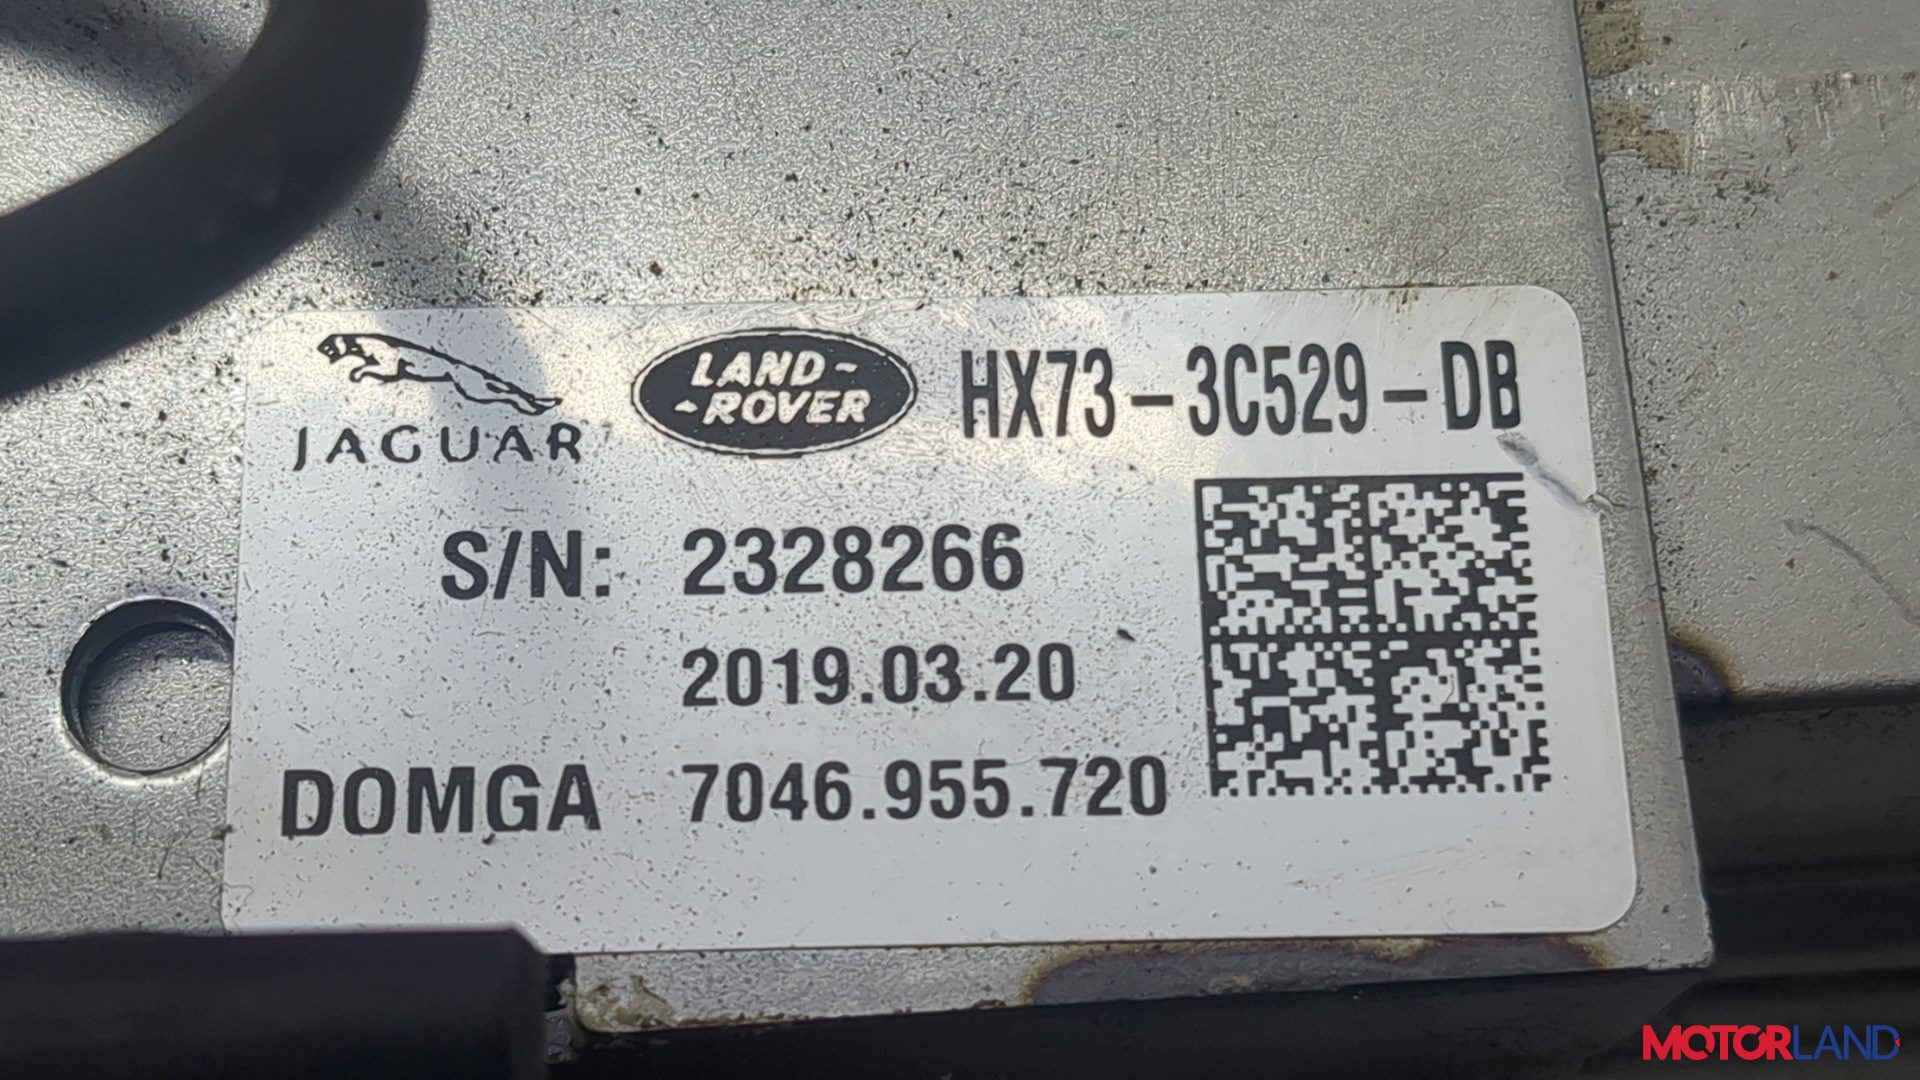 JAGUAR LAND-ROVER HX73-3C529-DB
S/N: 2328266
2019.03.20
DOMGA 7046.955.720
MOTORLAND